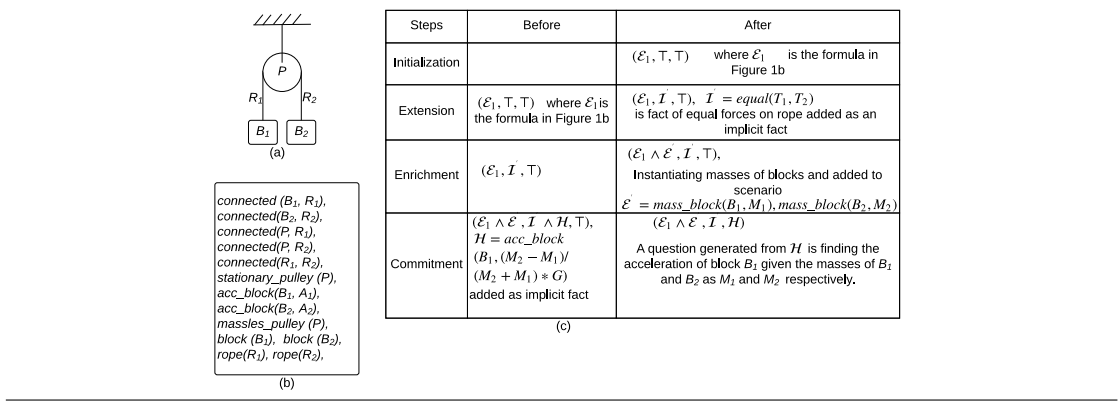 P
R₁ R₂
B₁ B₂
(a)
connected (B₁, R₁),
connected(B₂, R₂),
connected(P, R₁),
connected(P, R₂),
connected(R₁, R₂),
stationary_pulley (P),
acc_block(B₁, A₁),
acc_block(B₂, A₂),
massles_pulley (P),
block (B₁), block (B₂),
rope(R₁), rope(R₂),
(b)
Steps Before After
Initialization
(ℰ₁, ⊤, ⊤) where ℰ₁ is the formula in
Figure 1b
Extension
(ℰ₁, ⊤, ⊤) where ℰ₁is
the formula in Figure 1b
(ℰ₁, ℐ′, ⊤), ℐ′ = equal(T₁, T₂)
is fact of equal forces on rope added as an
implicit fact
Enrichment
(ℰ₁, ℐ′, ⊤)
(ℰ₁ ∧ ℰ′, ℐ′, ⊤),
Instantiating masses of blocks and added to
scenario
ℰ′ = mass_block(B₁, M₁), mass_block(B₂, M₂)
Commitment
(ℰ₁ ∧ ℰ′, ℐ′ ∧ ℋ, ⊤),
ℋ = acc_block
(B₁, (M₂ − M₁)/
(M₂ + M₁) * G)
added as implicit fact
(ℰ₁ ∧ ℰ′, ℐ′, ℋ)
A question generated from ℋ is finding the
acceleration of block B₁ given the masses of B₁
and B₂ as M₁ and M₂ respectively.
(c)